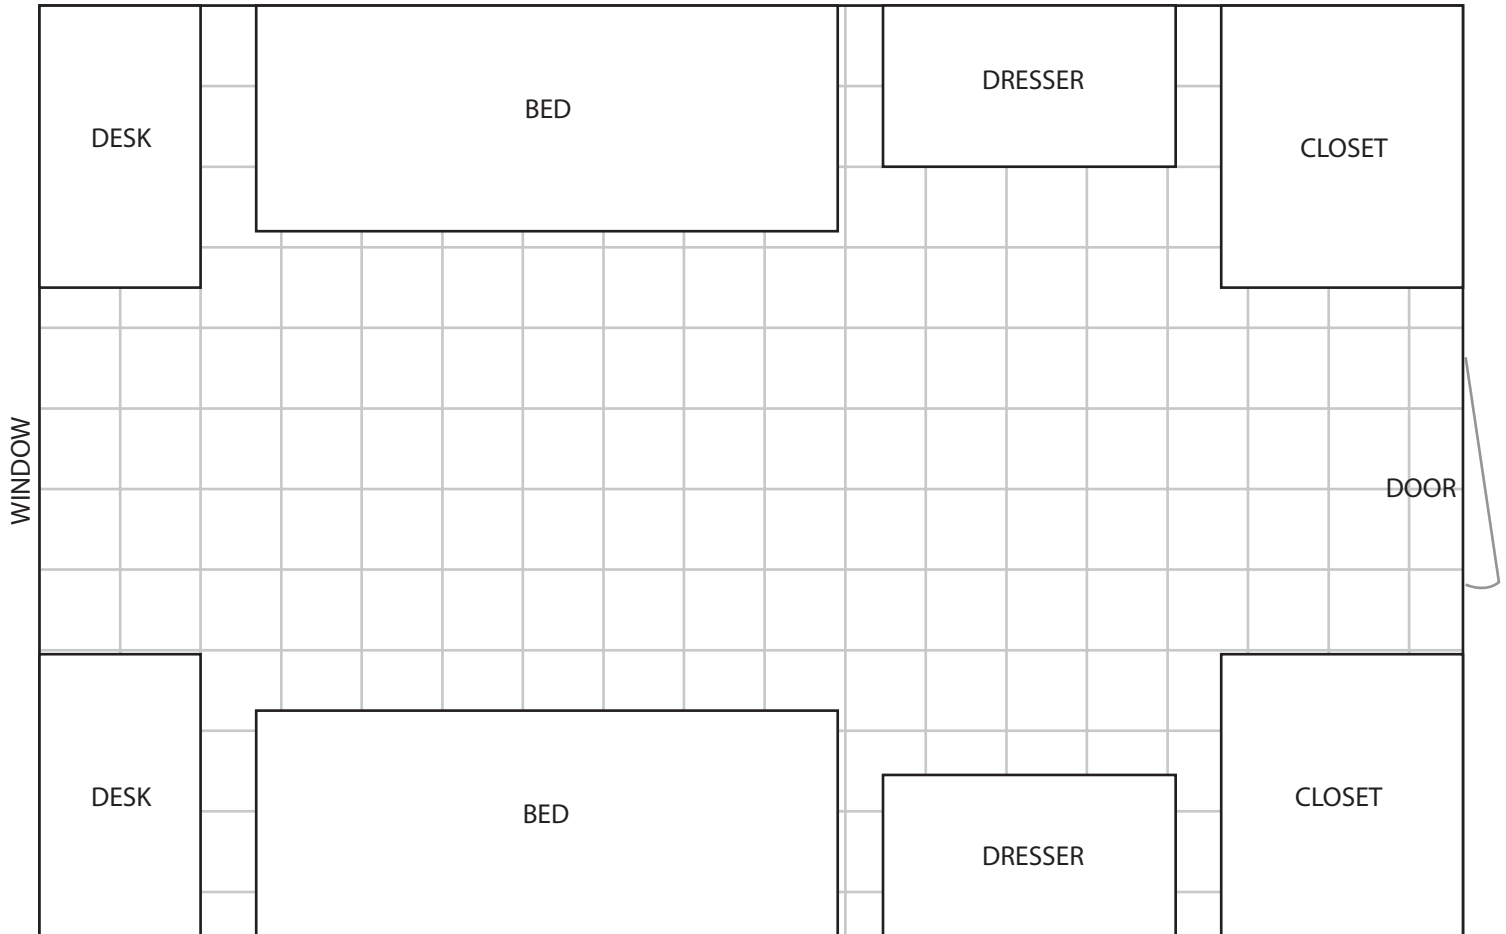 DESK
BED
DRESSER
CLOSET
WINDOW
DOOR
DESK
BED
DRESSER
CLOSET